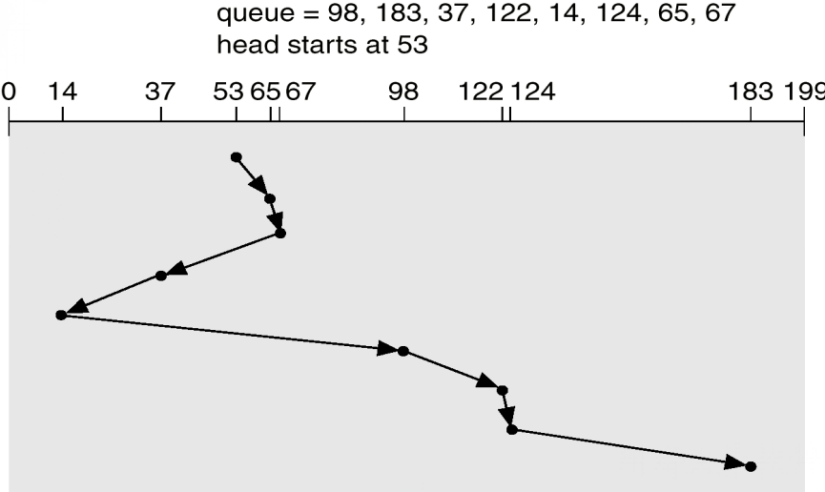 queue = 98, 183, 37, 122, 14, 124, 65, 67
head starts at 53
0 14 37 53 65 67 98 122 124 183 199